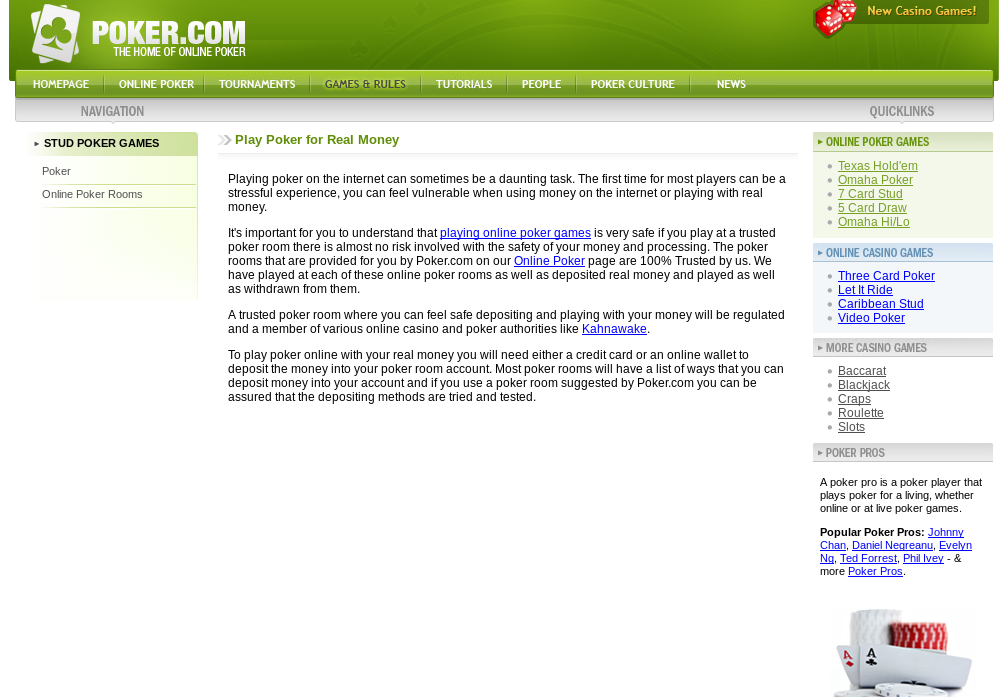 POKER.COM
THE HOME OF ONLINE POKER
New Casino Games!
HOMEPAGE ONLINE POKER TOURNAMENTS GAMES & RULES TUTORIALS PEOPLE POKER CULTURE NEWS
NAVIGATION
QUICKLINKS
STUD POKER GAMES
Poker
Online Poker Rooms
Play Poker for Real Money
Playing poker on the internet can sometimes be a daunting task. The first time for most players can be a
stressful experience, you can feel vulnerable when using money on the internet or playing with real
money.
It's important for you to understand that playing online poker games is very safe if you play at a trusted
poker room there is almost no risk involved with the safety of your money and processing. The poker
rooms that are provided for you by Poker.com on our Online Poker page are 100% Trusted by us. We
have played at each of these online poker rooms as well as deposited real money and played as well
as withdrawn from them.
A trusted poker room where you can feel safe depositing and playing with your money will be regulated
and a member of various online casino and poker authorities like Kahnawake.
To play poker online with your real money you will need either a credit card or an online wallet to
deposit the money into your poker room account. Most poker rooms will have a list of ways that you can
deposit money into your account and if you use a poker room suggested by Poker.com you can be
assured that the depositing methods are tried and tested.
ONLINE POKER GAMES
Texas Hold'em
Omaha Poker
7 Card Stud
5 Card Draw
Omaha Hi/Lo
ONLINE CASINO GAMES
Three Card Poker
Let It Ride
Caribbean Stud
Video Poker
MORE CASINO GAMES
Baccarat
Blackjack
Craps
Roulette
Slots
POKER PROS
A poker pro is a poker player that
plays poker for a living, whether
online or at live poker games.
Popular Poker Pros: Johnny
Chan, Daniel Negreanu, Evelyn
Ng, Ted Forrest, Phil Ivey - &
more Poker Pros.
A A